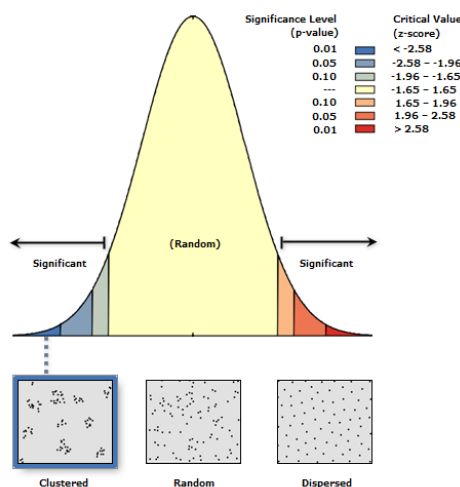 Significance Level Critical Value
(p-value) (z-score)
0.01 < -2.58
0.05 -2.58 – -1.96
0.10 -1.96 – -1.65
--- -1.65 – 1.65
0.10 1.65 – 1.96
0.05 1.96 – 2.58
0.01 > 2.58
(Random)
Significant Significant
Clustered Random Dispersed